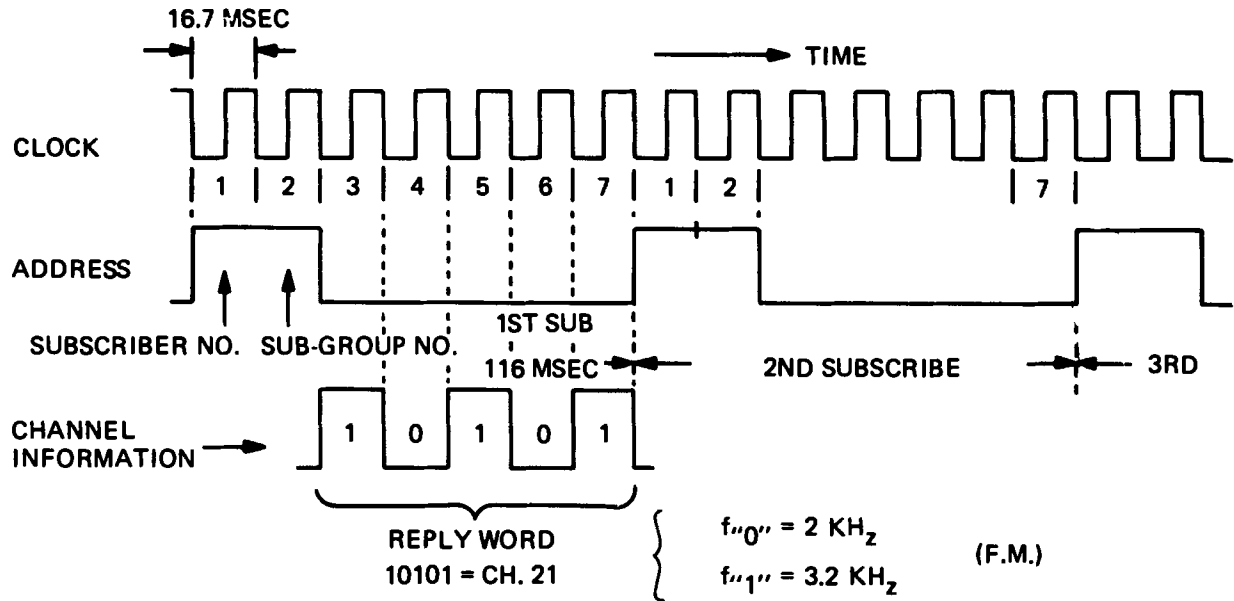 16.7 MSEC
TIME
CLOCK
1 2 3 4 5 6 7 1 2 7
ADDRESS
1ST SUB
SUBSCRIBER NO. SUB-GROUP NO.
116 MSEC 2ND SUBSCRIBE 3RD
CHANNEL
INFORMATION
1 0 1 0 1
REPLY WORD
10101 = CH. 21
f"0" = 2 KHz
f"1" = 3.2 KHz
(F.M.)